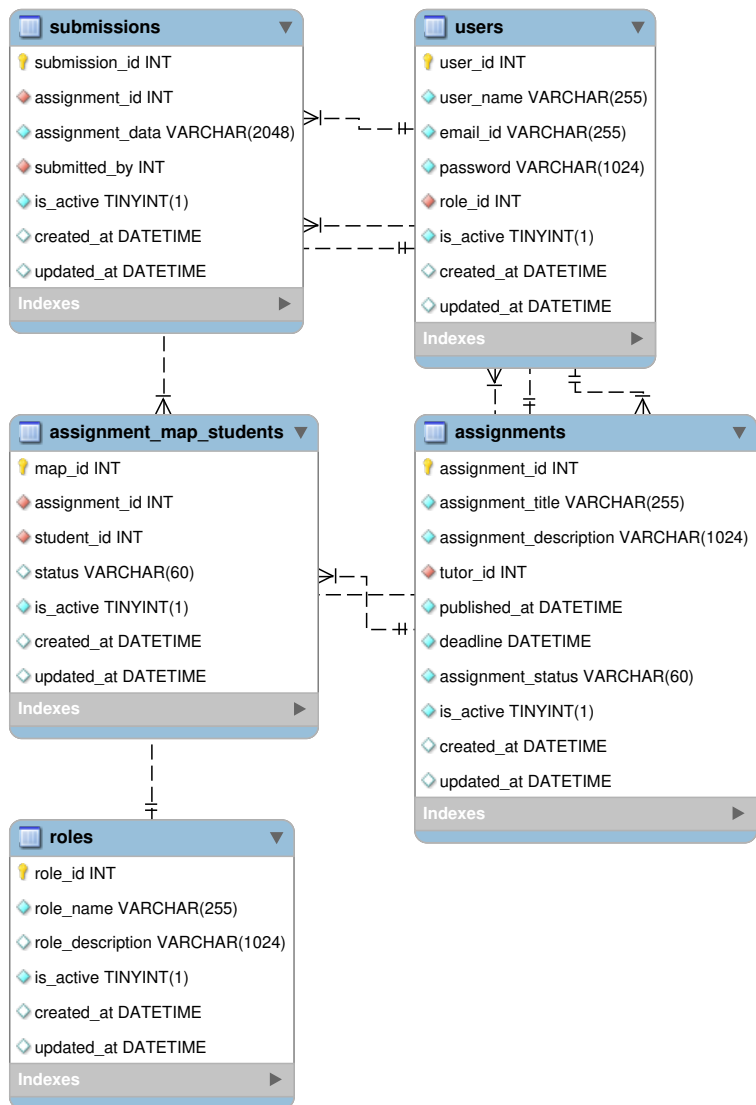 submissions
submission_id INT
assignment_id INT
assignment_data VARCHAR(2048)
submitted_by INT
is_active TINYINT(1)
created_at DATETIME
updated_at DATETIME
Indexes
users
user_id INT
user_name VARCHAR(255)
email_id VARCHAR(255)
password VARCHAR(1024)
role_id INT
is_active TINYINT(1)
created_at DATETIME
updated_at DATETIME
Indexes
assignment_map_students
map_id INT
assignment_id INT
student_id INT
status VARCHAR(60)
is_active TINYINT(1)
created_at DATETIME
updated_at DATETIME
Indexes
assignments
assignment_id INT
assignment_title VARCHAR(255)
assignment_description VARCHAR(1024)
tutor_id INT
published_at DATETIME
deadline DATETIME
assignment_status VARCHAR(60)
is_active TINYINT(1)
created_at DATETIME
updated_at DATETIME
Indexes
roles
role_id INT
role_name VARCHAR(255)
role_description VARCHAR(1024)
is_active TINYINT(1)
created_at DATETIME
updated_at DATETIME
Indexes